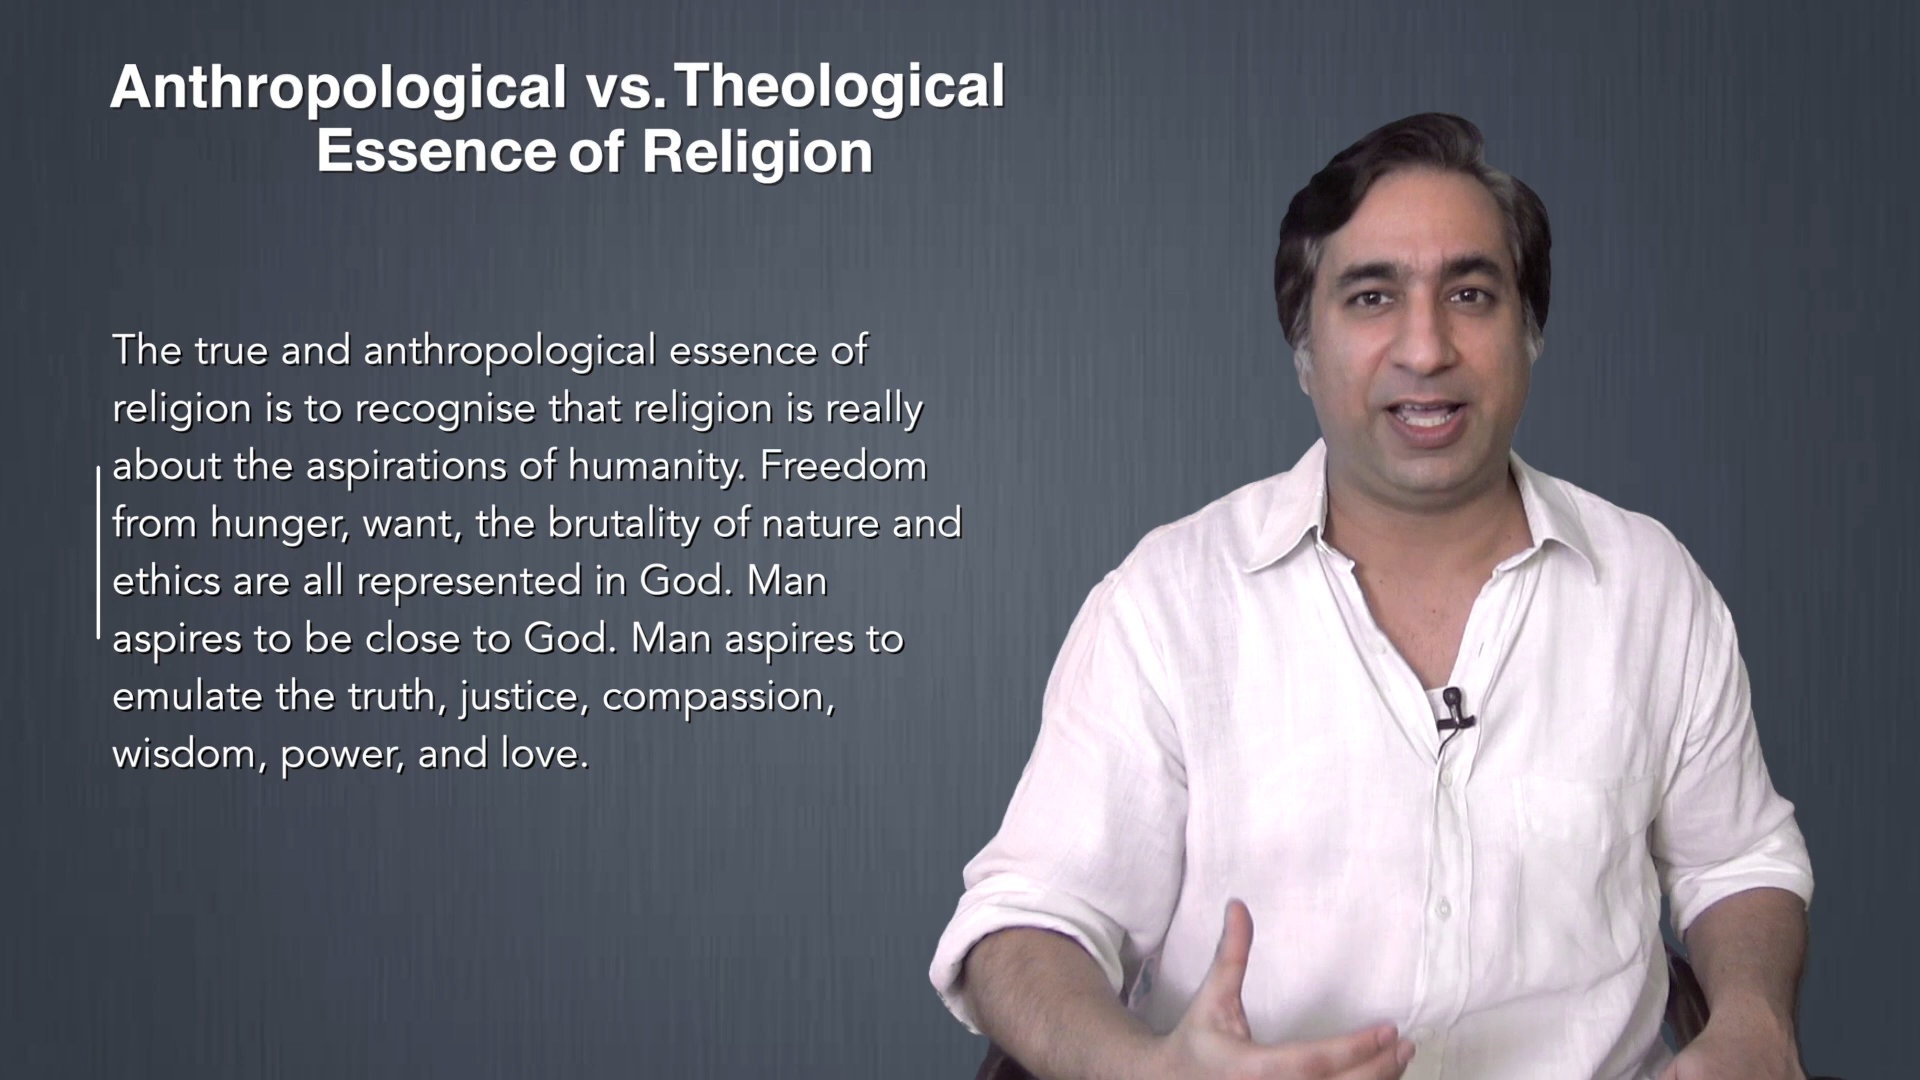 Anthropological vs. Theological
Essence of Religion
The true and anthropological essence of
religion is to recognise that religion is really
about the aspirations of humanity. Freedom
from hunger, want, the brutality of nature and
ethics are all represented in God. Man
aspires to be close to God. Man aspires to
emulate the truth, justice, compassion,
wisdom, power, and love.